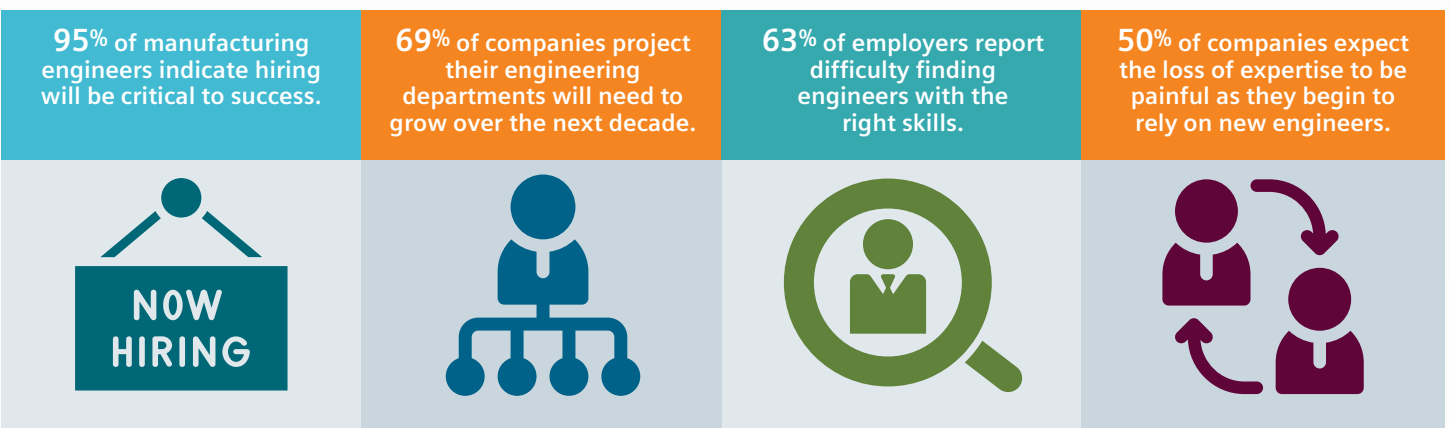 95% of manufacturing
engineers indicate hiring
will be critical to success.
69% of companies project
their engineering
departments will need to
grow over the next decade.
63% of employers report
difficulty finding
engineers with the
right skills.
50% of companies expect
the loss of expertise to be
painful as they begin to
rely on new engineers.
NOW
HIRING